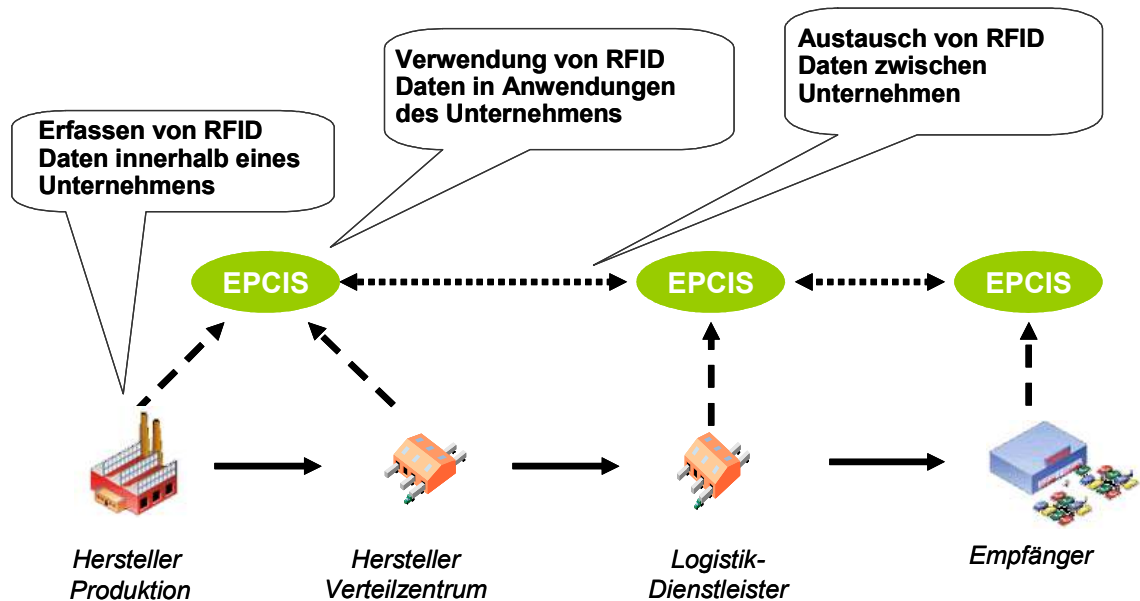 Erfassen von RFID
Daten innerhalb eines
Unternehmens
Verwendung von RFID
Daten in Anwendungen
des Unternehmens
Austausch von RFID
Daten zwischen
Unternehmen
EPCIS
EPCIS
EPCIS
Hersteller
Produktion
Hersteller
Verteilzentrum
Logistik-
Dienstleister
Empfänger